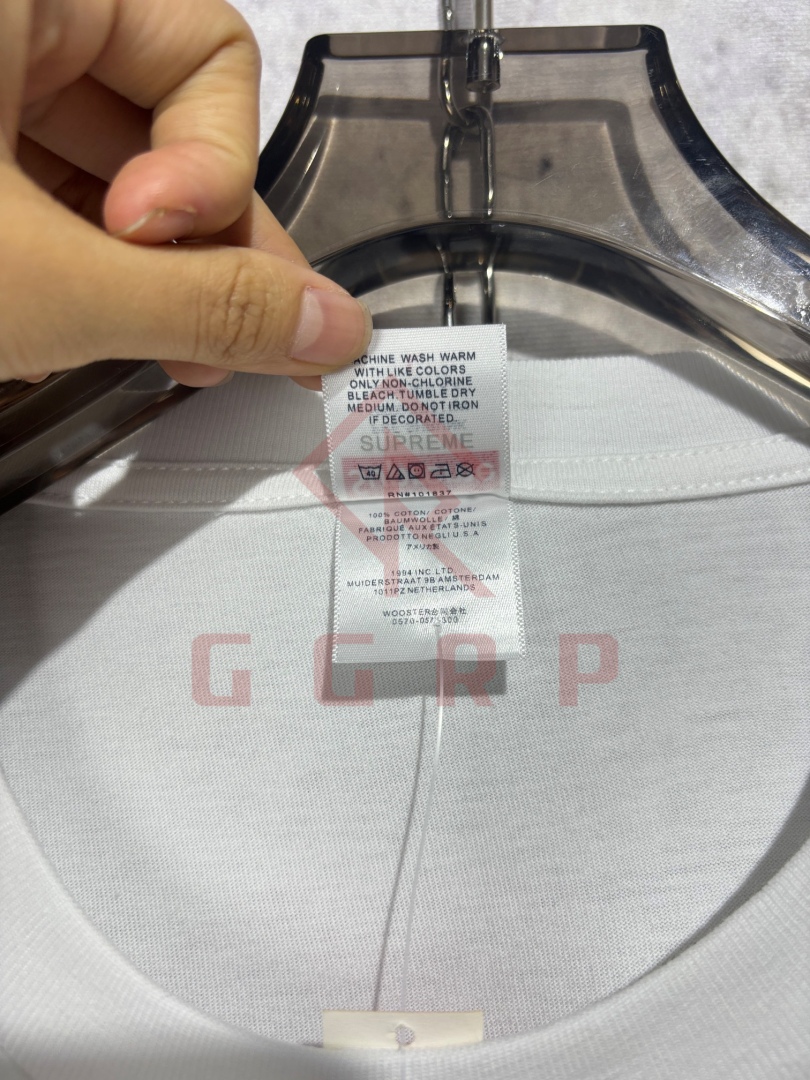 ACHINE WASH WARM
WITH LIKE COLORS
ONLY NON-CHLORINE
BLEACH.TUMBLE DRY
MEDIUM. DO NOT IRON
IF DECORATED.
SUPREME
40
RN#101837
100% COTON/ COTONE/
BAUMWOLLE/ 綿
FABRIQUÉ AUX ÉTATS-UNIS
PRODOTTO NEGLI U.S.A
アメリカ製
1994 INC. LTD.
MUIDERSTRAAT 9B AMSTERDAM
1011PZ NETHERLANDS
WOOSTER合同会社
GGRP